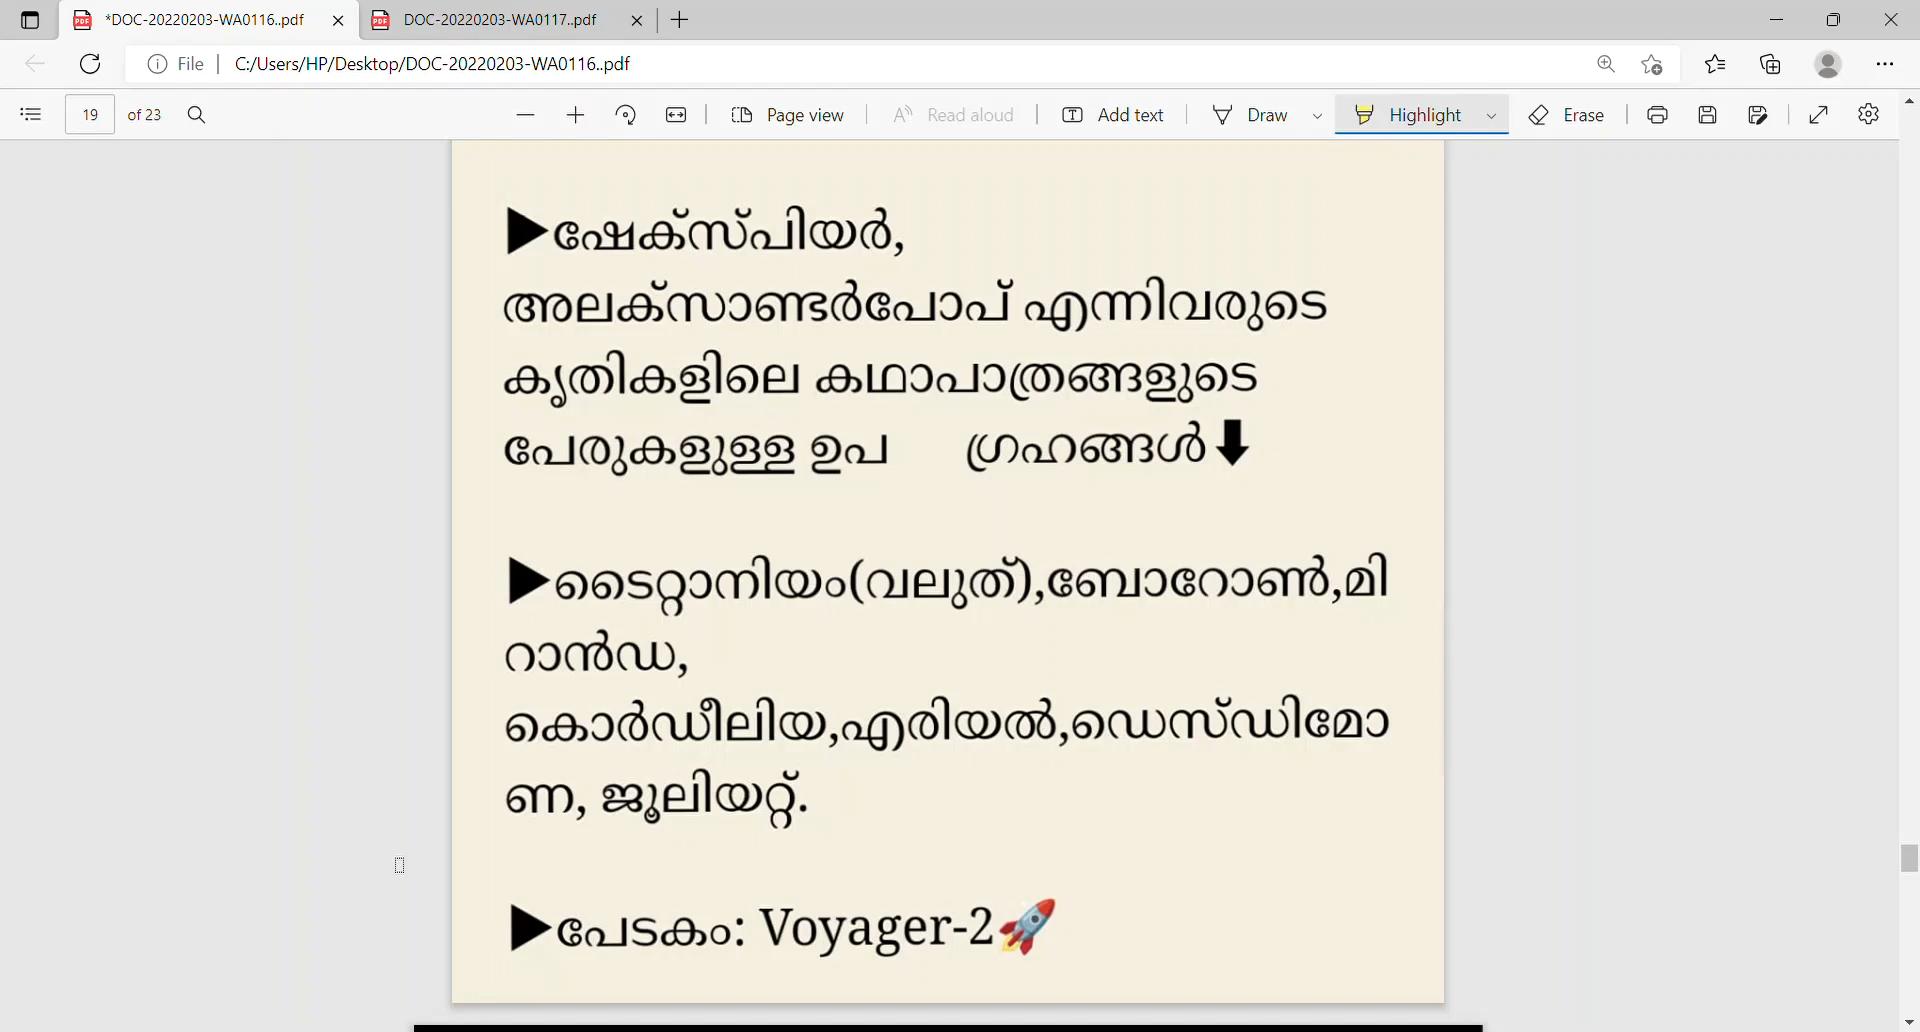 *DOC-20220203-WA0116..pdf
DOC-20220203-WA0117..pdf
File
C:/Users/HP/Desktop/DOC-20220203-WA0116..pdf
19 of 23
Page view
Read aloud
Add text
Draw
Highlight
Erase
▶ഷേക്സ്പിയർ,
അലക്സാണ്ടർപോപ് എന്നിവരുടെ
കൃതികളിലെ കഥാപാത്രങ്ങളുടെ
പേരുകളുള്ള ഉപ ഗ്രഹങ്ങൾ⬇
▶ടൈറ്റാനിയം(വലുത്),ബോറോൺ,മി
റാൻഡ,
കൊർഡീലിയ,എരിയൽ,ഡെസ്ഡിമോ
ണ, ജൂലിയറ്റ്.
▶പേടകം: Voyager-2🚀